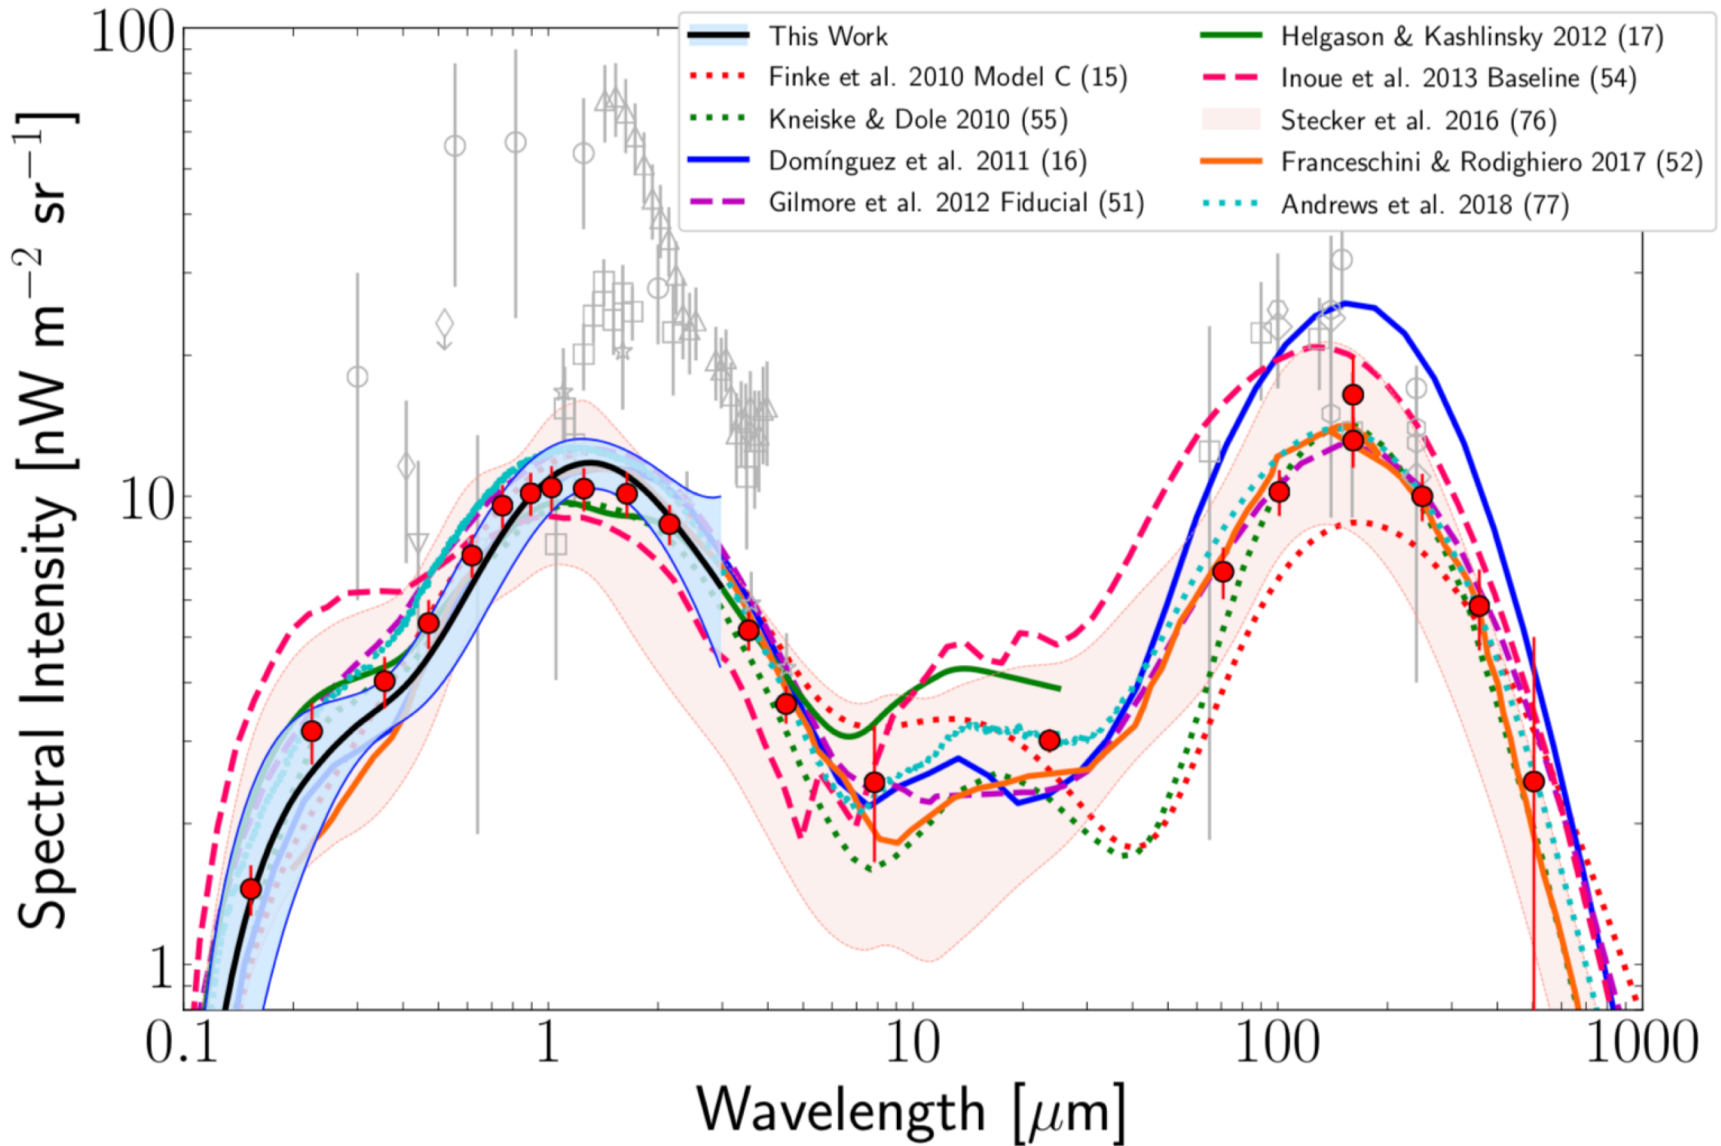 100
10
1
Spectral Intensity [nW m⁻² sr⁻¹]
This Work
Finke et al. 2010 Model C (15)
Kneiske & Dole 2010 (55)
Domínguez et al. 2011 (16)
Gilmore et al. 2012 Fiducial (51)
Helgason & Kashlinsky 2012 (17)
Inoue et al. 2013 Baseline (54)
Stecker et al. 2016 (76)
Franceschini & Rodighiero 2017 (52)
Andrews et al. 2018 (77)
0.1 1 10 100 1000
Wavelength [μm]